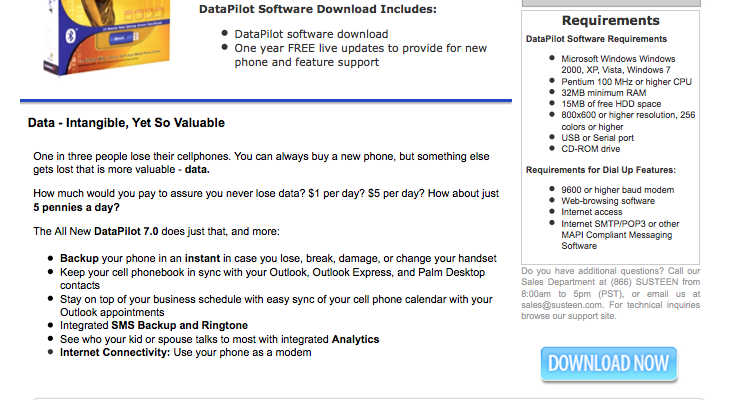 DataPilot Software Download Includes:
DataPilot software download
One year FREE live updates to provide for new
phone and feature support
Data - Intangible, Yet So Valuable
One in three people lose their cellphones. You can always buy a new phone, but something else
gets lost that is more valuable - data.
How much would you pay to assure you never lose data? $1 per day? $5 per day? How about just
5 pennies a day?
The All New DataPilot 7.0 does just that, and more:
Backup your phone in an instant in case you lose, break, damage, or change your handset
Keep your cell phonebook in sync with your Outlook, Outlook Express, and Palm Desktop
contacts
Stay on top of your business schedule with easy sync of your cell phone calendar with your
Outlook appointments
Integrated SMS Backup and Ringtone
See who your kid or spouse talks to most with integrated Analytics
Internet Connectivity: Use your phone as a modem
Requirements
DataPilot Software Requirements
Microsoft Windows Windows
2000, XP, Vista, Windows 7
Pentium 100 MHz or higher CPU
32MB minimum RAM
15MB of free HDD space
800x600 or higher resolution, 256
colors or higher
USB or Serial port
CD-ROM drive
Requirements for Dial Up Features:
9600 or higher baud modem
Web-browsing software
Internet access
Internet SMTP/POP3 or other
MAPI Compliant Messaging
Software
Do you have additional questions? Call our
Sales Department at (866) SUSTEEN from
8:00am to 5pm (PST), or email us at
sales@susteen.com. For technical inquiries
browse our support site.
DOWNLOAD NOW